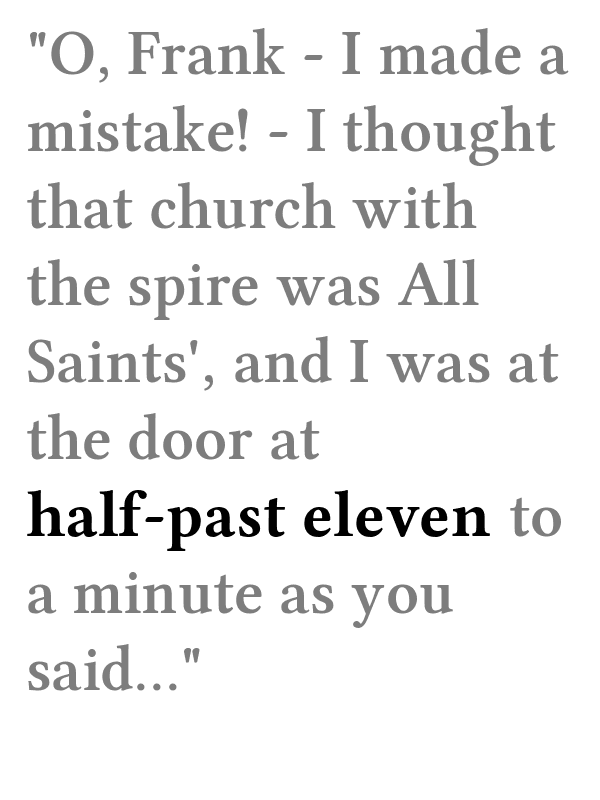 "O, Frank - I made a
mistake! - I thought
that church with
the spire was All
Saints', and I was at
the door at
half-past eleven to
a minute as you
said..."